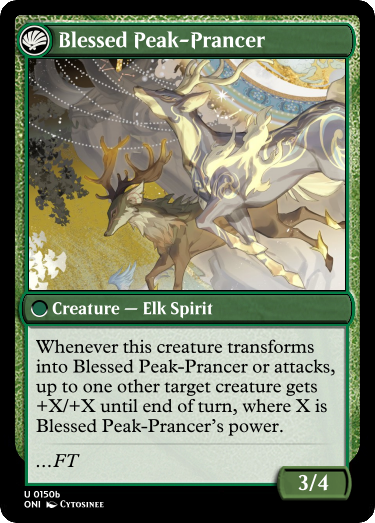 Blessed Peak-Prancer
Creature — Elk Spirit
Whenever this creature transforms
into Blessed Peak-Prancer or attacks,
up to one other target creature gets
+X/+X until end of turn, where X is
Blessed Peak-Prancer's power.
...FT
3/4
U 0150b
ONI Cytosinee